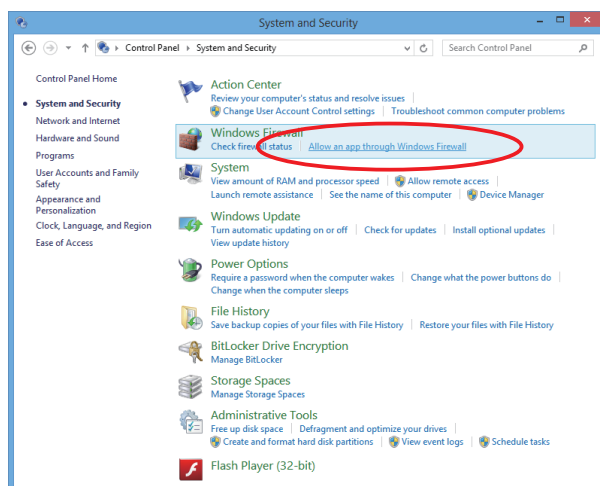 System and Security
Control Panel System and Security
Search Control Panel
Control Panel Home
System and Security
Network and Internet
Hardware and Sound
Programs
User Accounts and Family
Safety
Appearance and
Personalization
Clock, Language, and Region
Ease of Access
Action Center
Review your computer's status and resolve issues
Change User Account Control settings Troubleshoot common computer problems
Windows Firewall
Check firewall status Allow an app through Windows Firewall
System
View amount of RAM and processor speed Allow remote access
Launch remote assistance See the name of this computer Device Manager
Windows Update
Turn automatic updating on or off Check for updates Install optional updates
View update history
Power Options
Require a password when the computer wakes Change what the power buttons do
Change when the computer sleeps
File History
Save backup copies of your files with File History Restore your files with File History
BitLocker Drive Encryption
Manage BitLocker
Storage Spaces
Manage Storage Spaces
Administrative Tools
Free up disk space Defragment and optimize your drives
Create and format hard disk partitions View event logs Schedule tasks
Flash Player (32-bit)